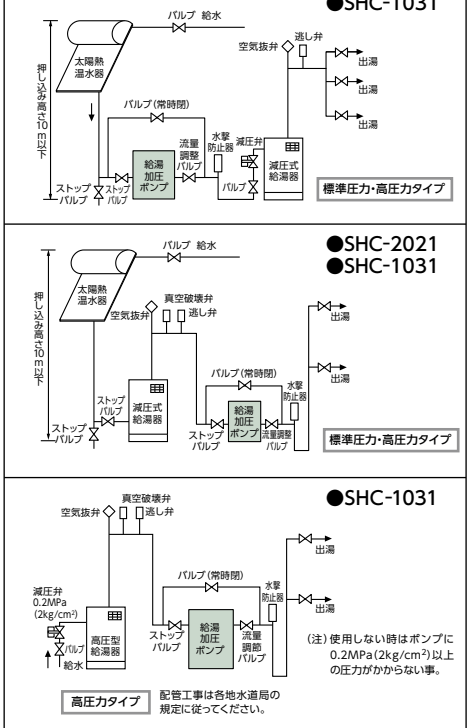 ●SHC-1031
バルブ 給水
太陽熱
温水器
押し込み高さ10m以下
空気抜弁
逃し弁
出湯
出湯
出湯
バルブ(常時閉)
ストップ
バルブ
ストップ
バルブ
給湯
加圧
ポンプ
流量
調整
バルブ
水撃
防止器
減圧弁
バルブ
減圧式
給湯器
標準圧力・高圧力タイプ
●SHC-2021
●SHC-1031
バルブ 給水
太陽熱
温水器
押し込み高さ10m以下
空気抜弁
真空破壊弁
逃し弁
出湯
出湯
ストップ
バルブ
ストップ
バルブ
減圧式
給湯器
バルブ(常時閉)
ストップ
バルブ
給湯
加圧
ポンプ
流量調整
バルブ
水撃
防止器
標準圧力・高圧力タイプ
●SHC-1031
空気抜弁
真空破壊弁
逃し弁
出湯
出湯
減圧弁
0.2MPa
(2kg/cm²)
バルブ
給水
高圧型
給湯器
バルブ(常時閉)
ストップ
バルブ
給湯
加圧
ポンプ
流量
調節
バルブ
水撃
防止器
(注)使用しない時はポンプに
0.2MPa(2kg/cm²)以上
の圧力がかからない事。
高圧力タイプ
配管工事は各地水道局の
規定に従ってください。